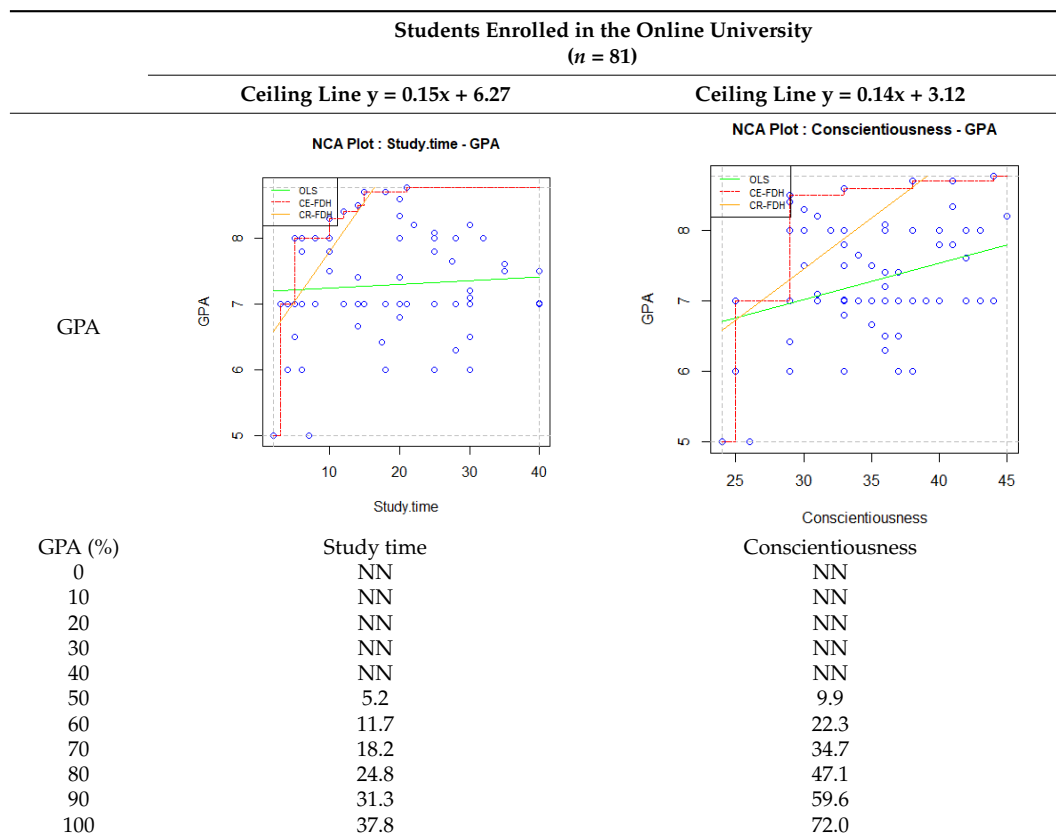 Students Enrolled in the Online University
(n = 81)
Ceiling Line y = 0.15x + 6.27 Ceiling Line y = 0.14x + 3.12
GPA
NCA Plot : Study.time - GPA
OLS
CE-FDH
CR-FDH
GPA
8
7
6
5
10 20 30 40
Study.time
NCA Plot : Conscientiousness - GPA
OLS
CE-FDH
CR-FDH
GPA
8
7
6
5
25 30 35 40 45
Conscientiousness
GPA (%) Study time Conscientiousness
0 NN NN
10 NN NN
20 NN NN
30 NN NN
40 NN NN
50 5.2 9.9
60 11.7 22.3
70 18.2 34.7
80 24.8 47.1
90 31.3 59.6
100 37.8 72.0